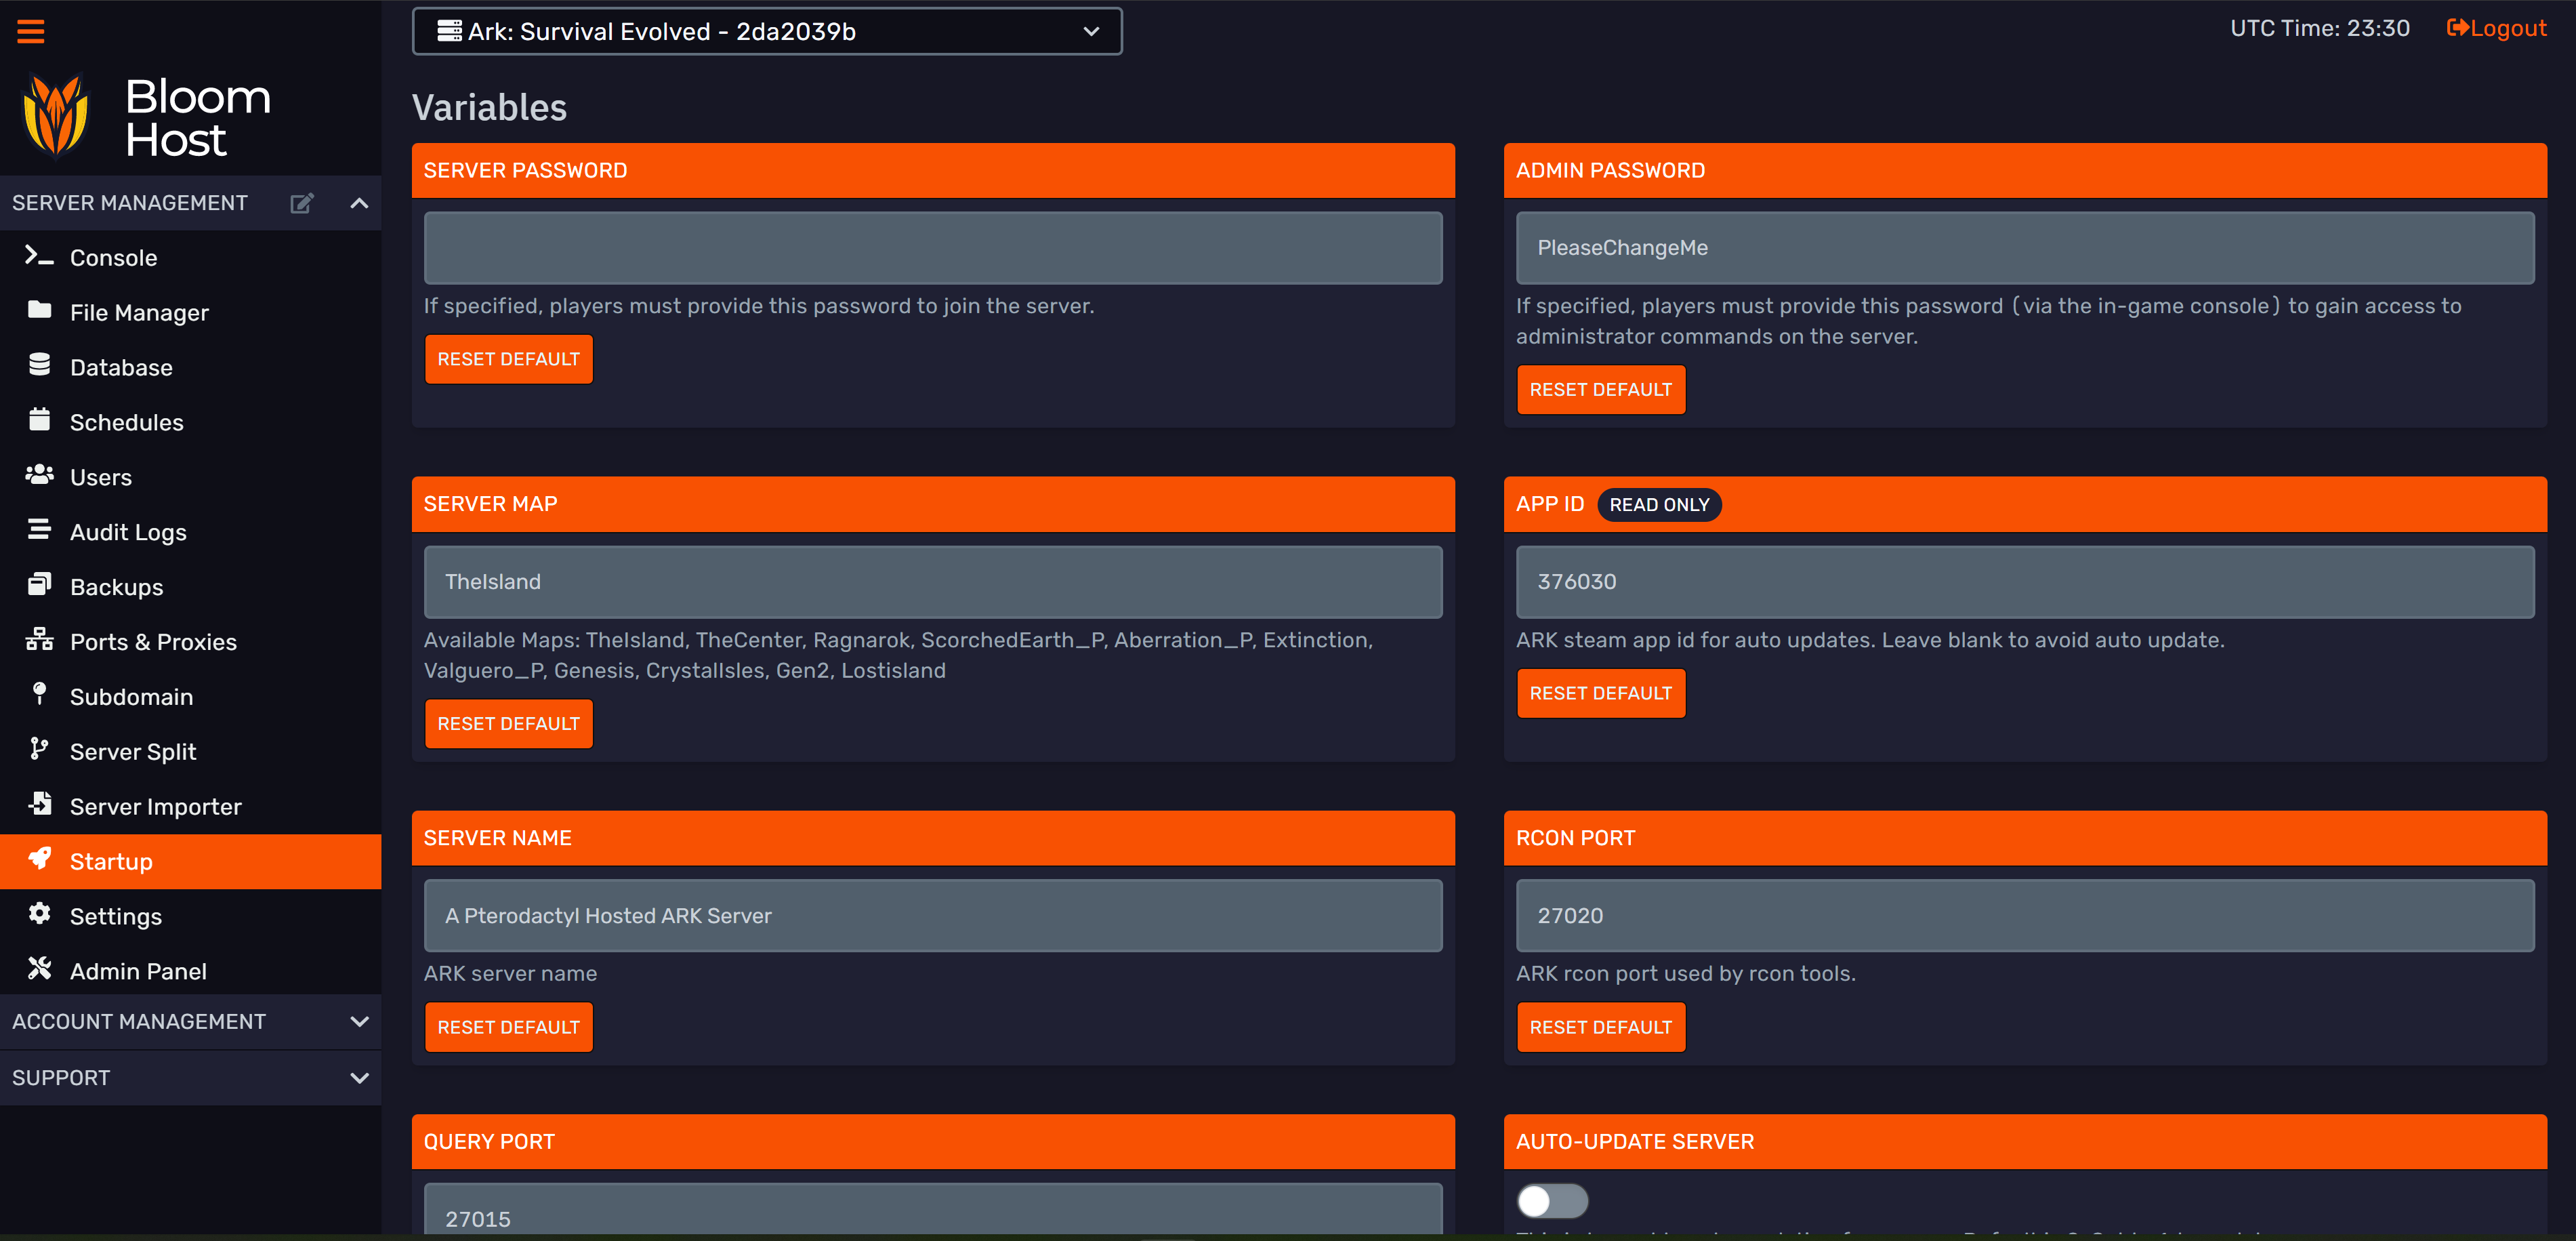 Ark: Survival Evolved - 2da2039b
UTC Time: 23:30
Logout
Bloom
Host
SERVER MANAGEMENT
Console
File Manager
Database
Schedules
Users
Audit Logs
Backups
Ports & Proxies
Subdomain
Server Split
Server Importer
Startup
Settings
Admin Panel
ACCOUNT MANAGEMENT
SUPPORT
Variables
SERVER PASSWORD
If specified, players must provide this password to join the server.
RESET DEFAULT
ADMIN PASSWORD
PleaseChangeMe
If specified, players must provide this password (via the in-game console) to gain access to
administrator commands on the server.
RESET DEFAULT
SERVER MAP
TheIsland
Available Maps: TheIsland, TheCenter, Ragnarok, ScorchedEarth_P, Aberration_P, Extinction,
Valguero_P, Genesis, CrystalIsles, Gen2, LostIsland
RESET DEFAULT
APP ID READ ONLY
376030
ARK steam app id for auto updates. Leave blank to avoid auto update.
RESET DEFAULT
SERVER NAME
A Pterodactyl Hosted ARK Server
ARK server name
RESET DEFAULT
RCON PORT
27020
ARK rcon port used by rcon tools.
RESET DEFAULT
QUERY PORT
27015
AUTO-UPDATE SERVER